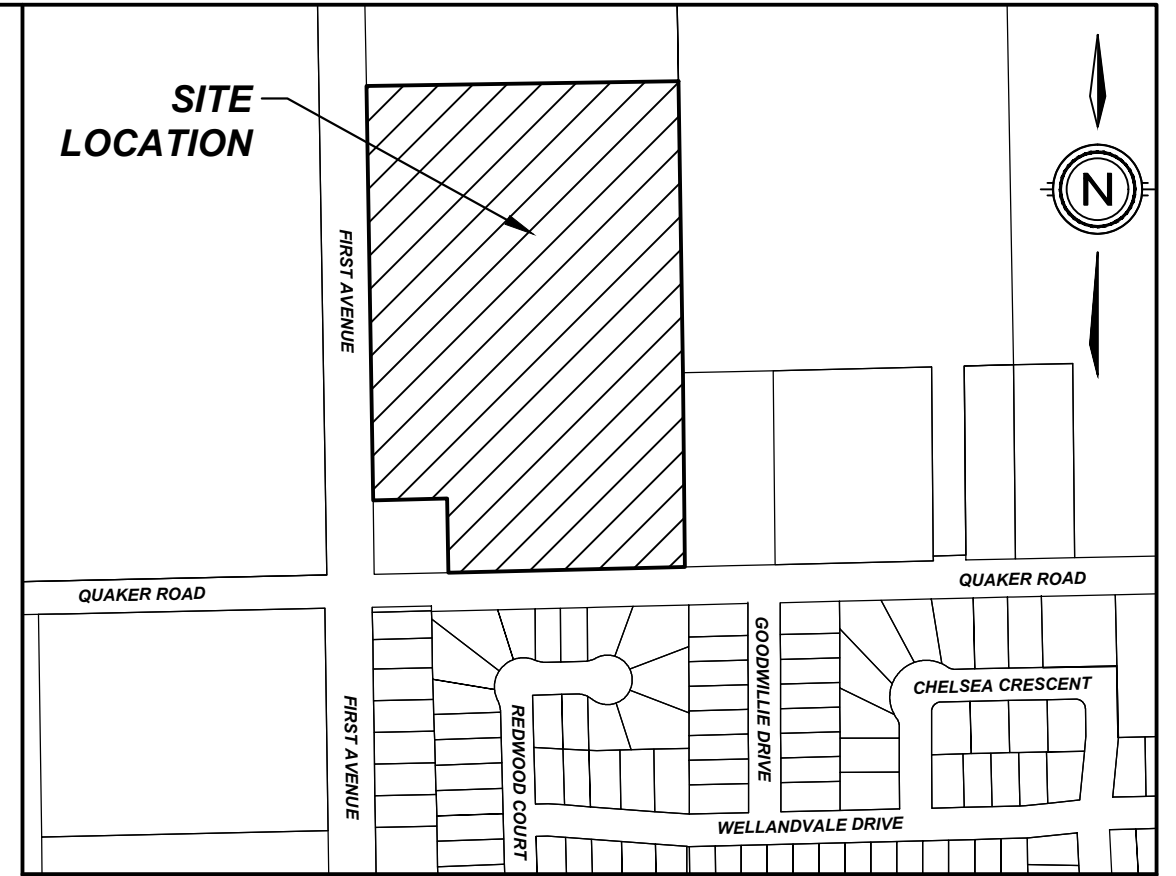 SITE
LOCATION
N
FIRST AVENUE
QUAKER ROAD
QUAKER ROAD
FIRST AVENUE
REDWOOD COURT
GOODWILLIE DRIVE
CHELSEA CRESCENT
WELLANDVALE DRIVE